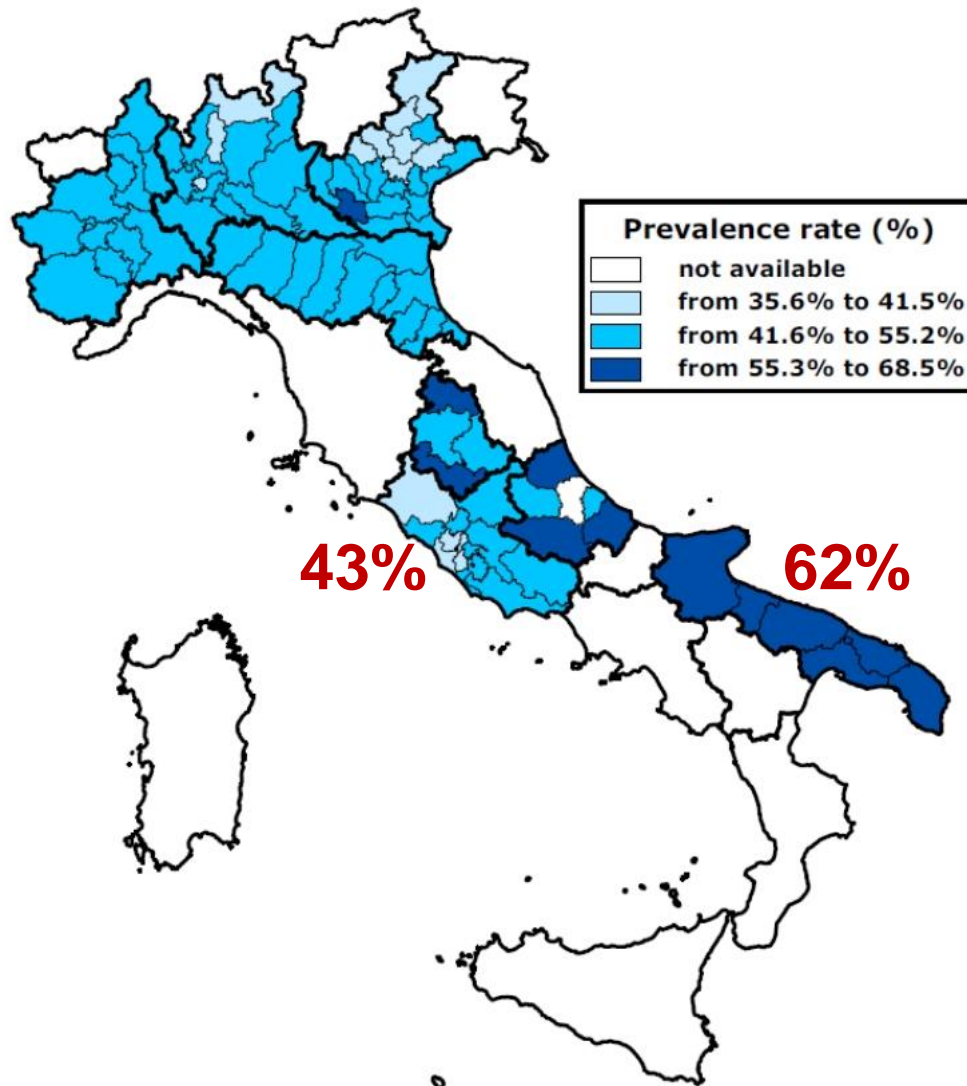 Prevalence rate (%)
not available
from 35.6% to 41.5%
from 41.6% to 55.2%
from 55.3% to 68.5%
43%
62%